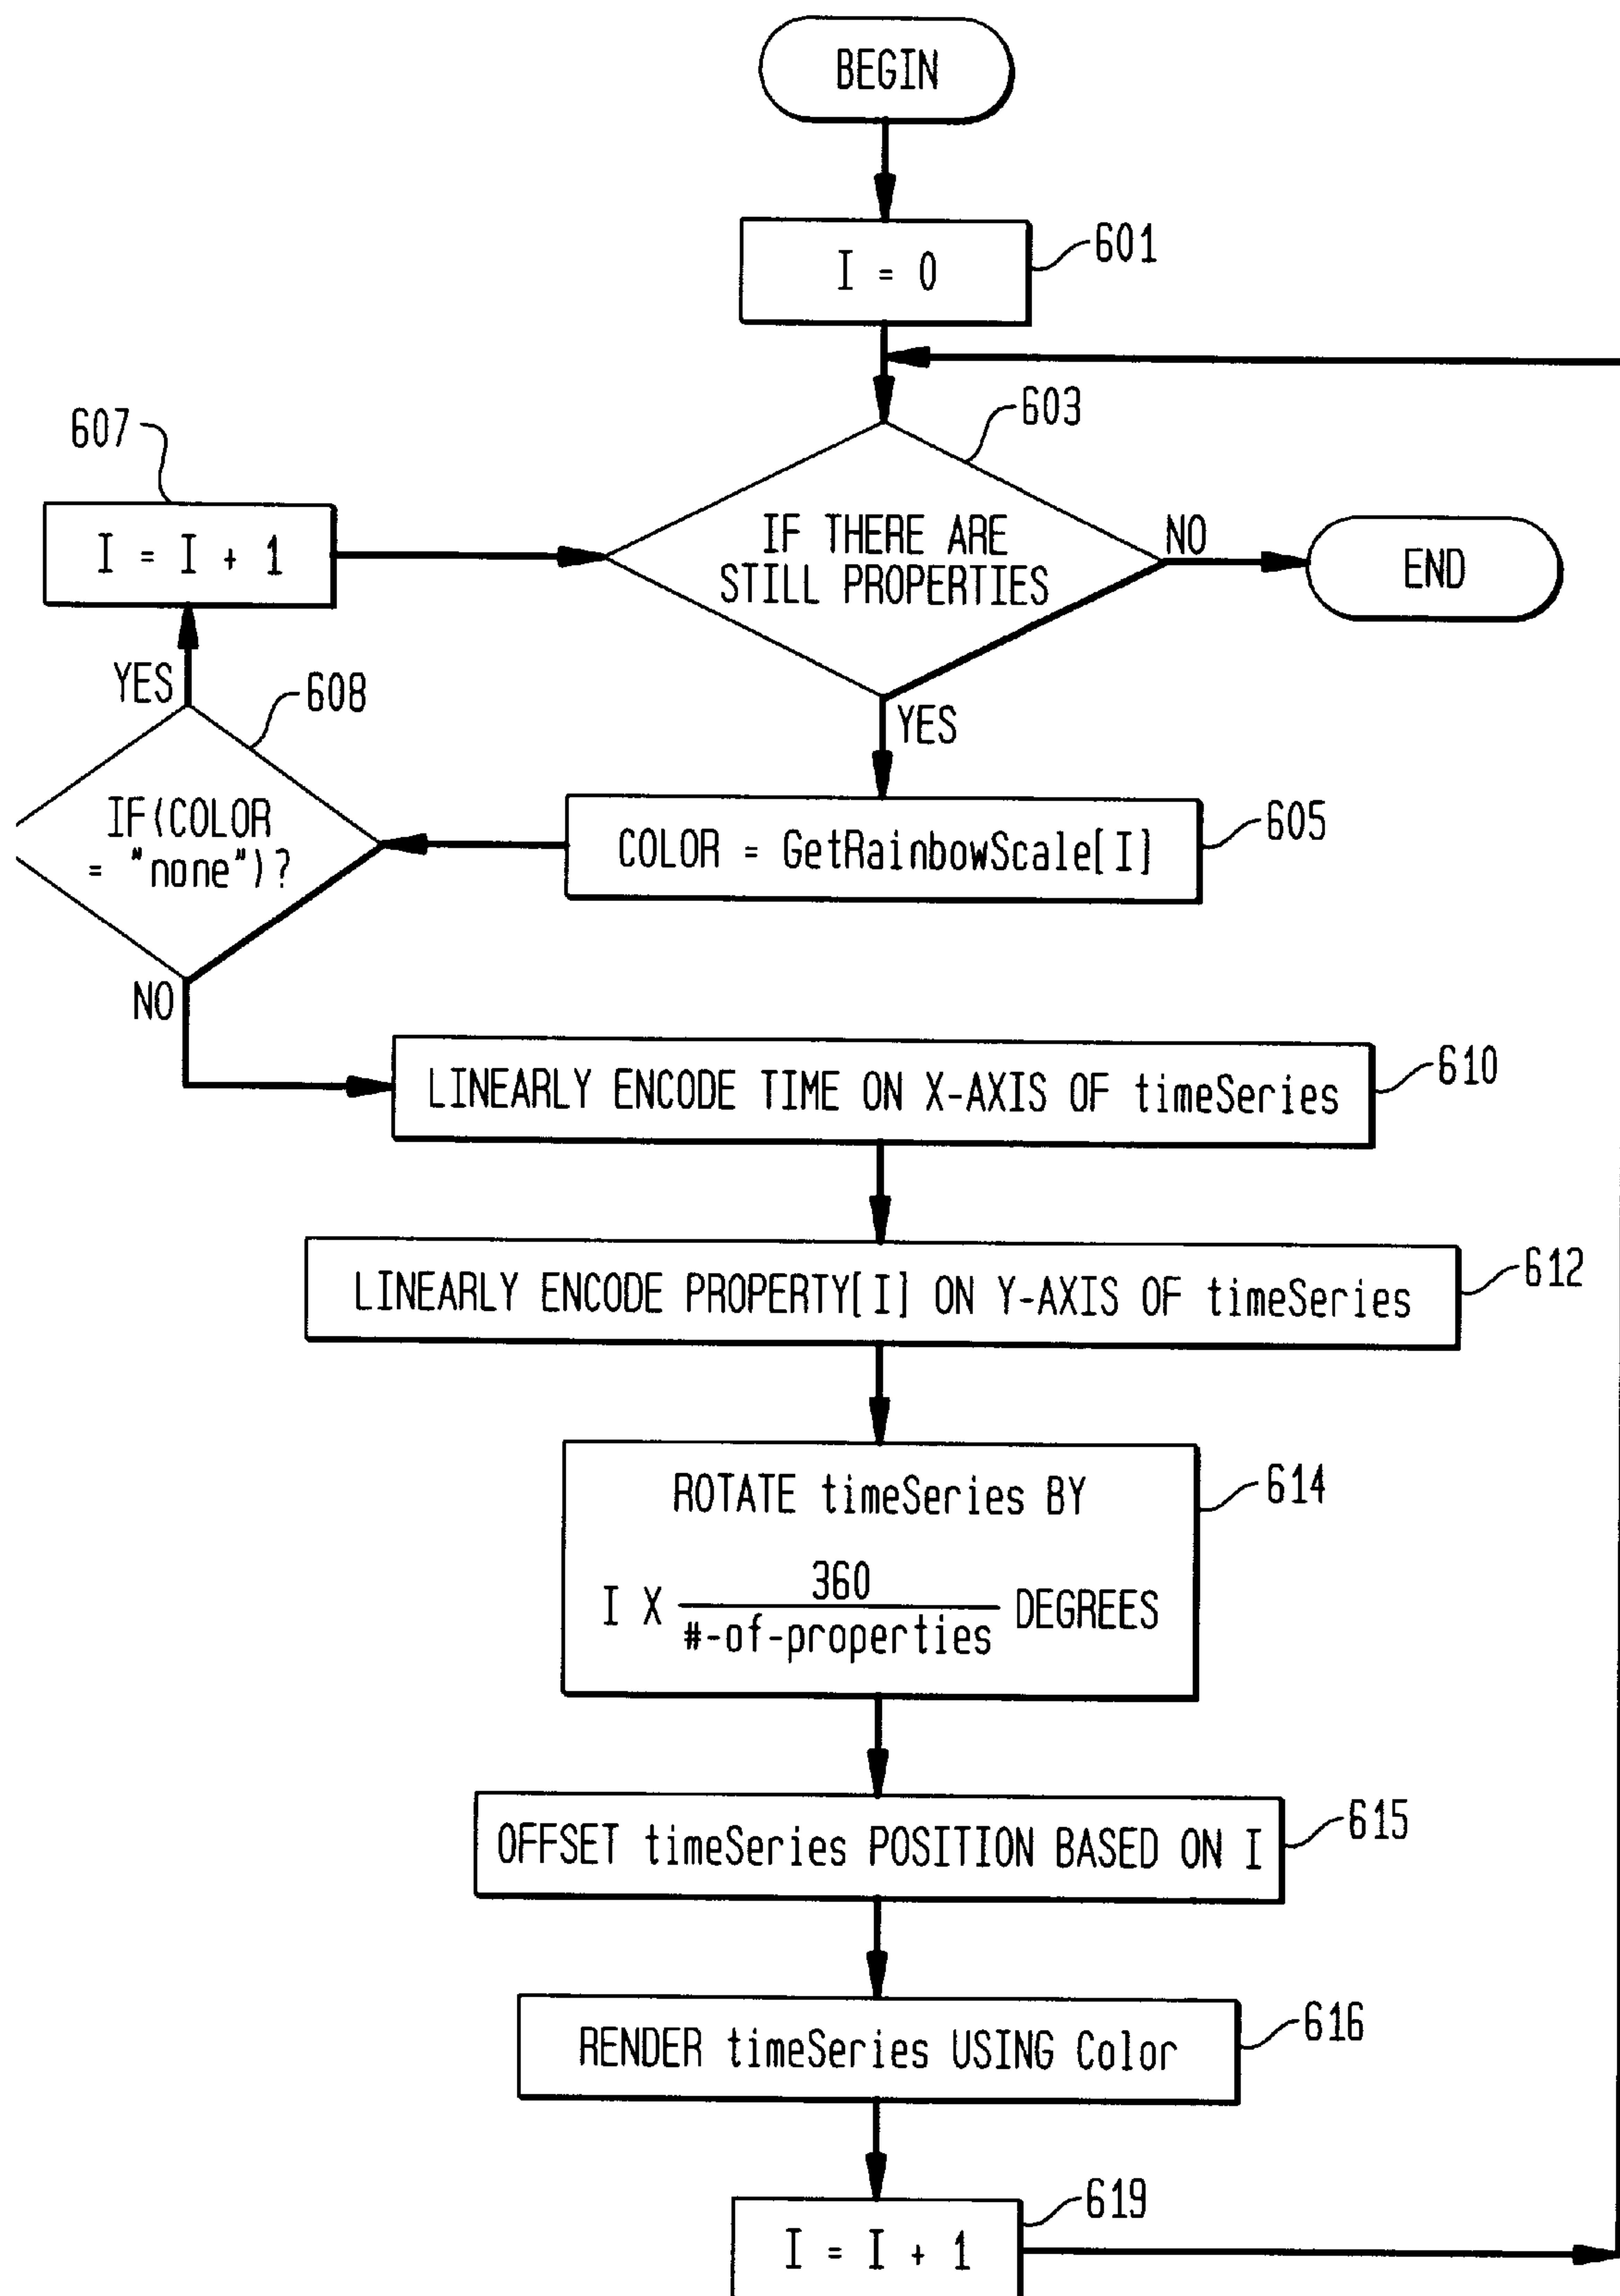 BEGIN
I = 0
601
603
607
I = I + 1
IF THERE ARE
STILL PROPERTIES
NO
END
YES
608
YES
IF(COLOR
= "none")?
COLOR = GetRainbowScale[I]
605
NO
LINEARLY ENCODE TIME ON X-AXIS OF timeSeries
610
LINEARLY ENCODE PROPERTY[I] ON Y-AXIS OF timeSeries
612
ROTATE timeSeries BY
I X 360 / #-of-properties DEGREES
614
OFFSET timeSeries POSITION BASED ON I
615
RENDER timeSeries USING Color
616
I = I + 1
619